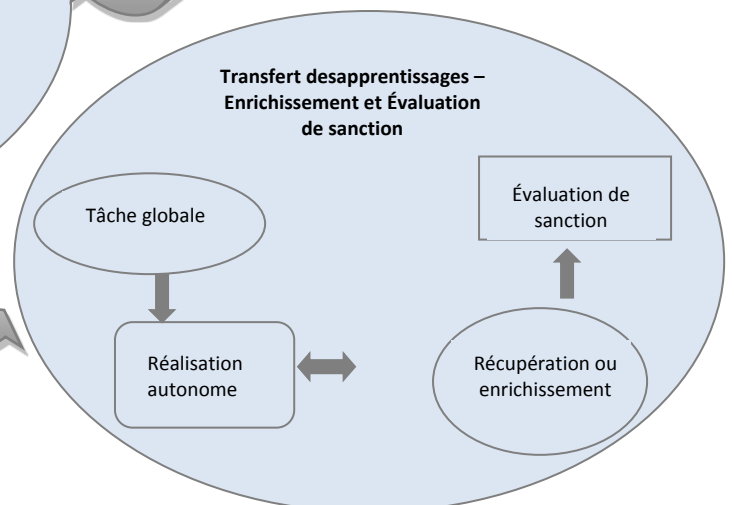 Transfert desapprentissages –
Enrichissement et Évaluation
de sanction
Tâche globale
Évaluation de
sanction
Réalisation
autonome
Récupération ou
enrichissement